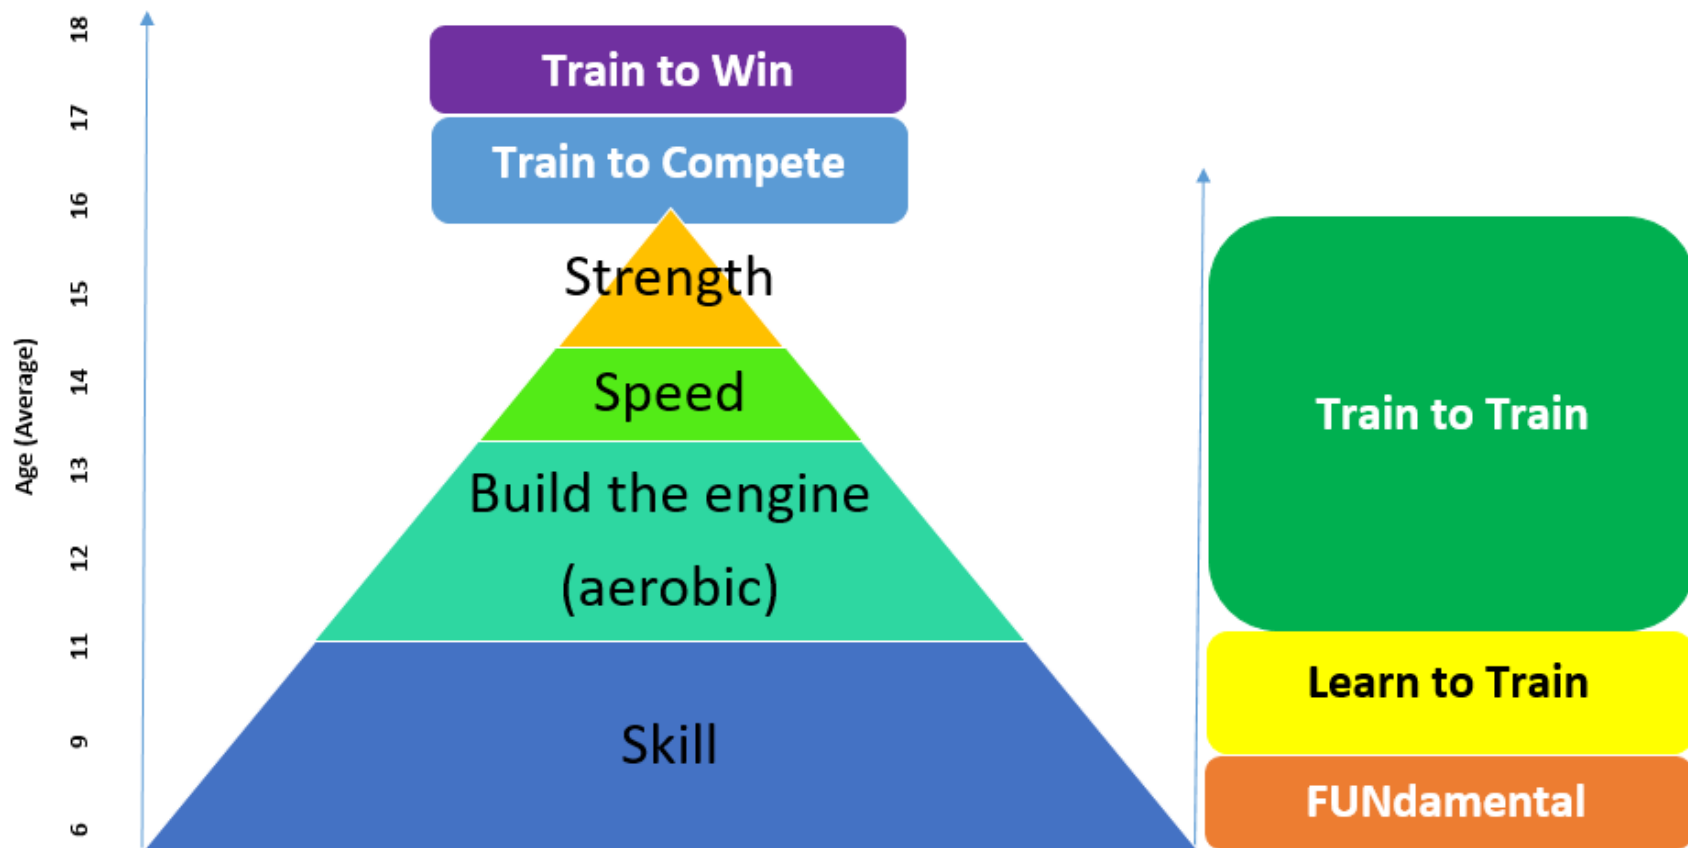 18
17
16
15
14
13
12
11
9
6
Age (Average)
Train to Win
Train to Compete
Strength
Speed
Build the engine
(aerobic)
Skill
Train to Train
Learn to Train
FUNdamental